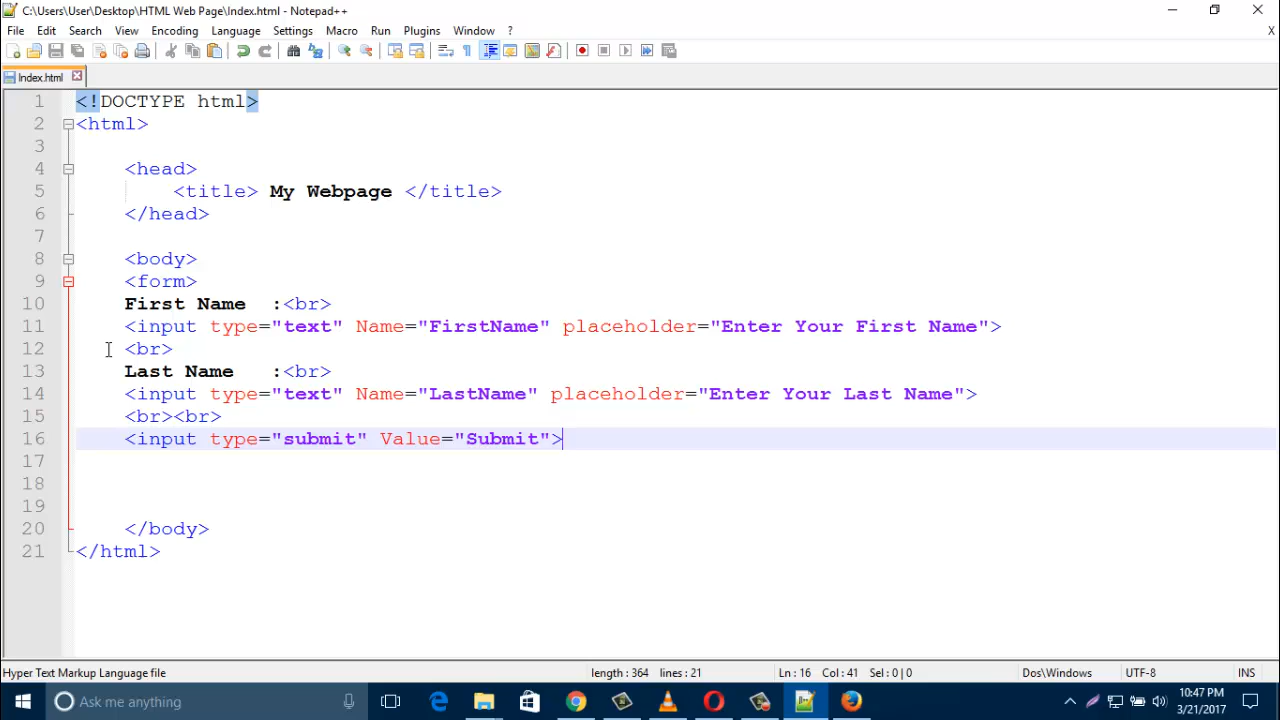 C:\Users\User\Desktop\HTML Web Page\Index.html - Notepad++
File Edit Search View Encoding Language Settings Macro Run Plugins Window ? X
Index.html
1 <!DOCTYPE html>
2 <html>
3
4 <head>
5 <title> My Webpage </title>
6 </head>
7
8 <body>
9 <form>
10 First Name :<br>
11 <input type="text" Name="FirstName" placeholder="Enter Your First Name">
12 <br>
13 Last Name :<br>
14 <input type="text" Name="LastName" placeholder="Enter Your Last Name">
15 <br><br>
16 <input type="submit" Value="Submit">
17
18
19
20 </body>
21 </html>
Hyper Text Markup Language file length : 364 lines : 21 Ln : 16 Col : 41 Sel : 0 | 0 Dos\Windows UTF-8 INS
Ask me anything 10:47 PM
3/21/2017